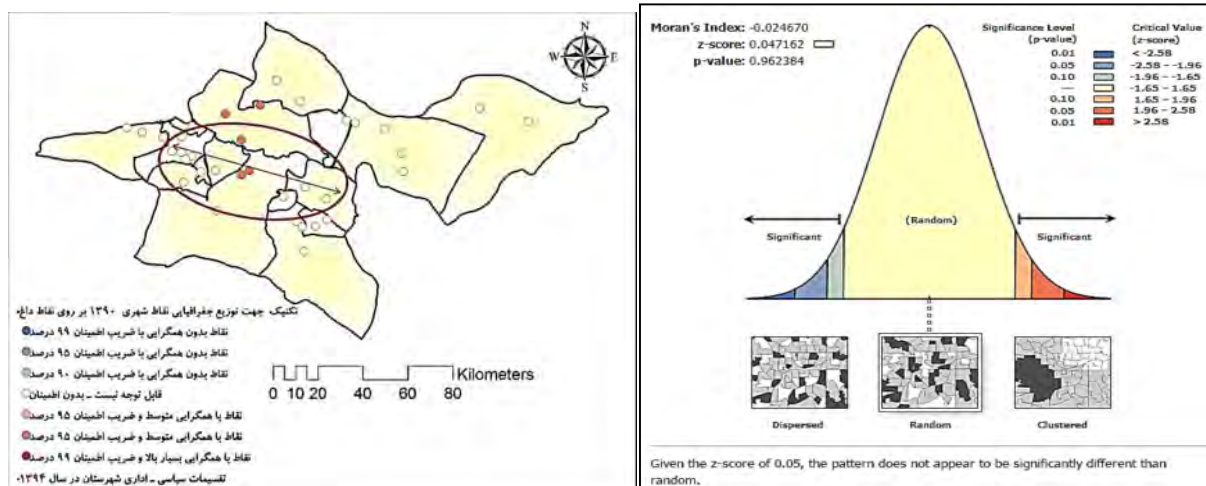 N
W E
S
تکنیک جهت توزیع جغرافیایی نقاط شهری ۱۳۹۰ بر روی نقاط داغ.
نقاط بدون همگرایی با ضریب اطمینان ۹۹ درصد
نقاط بدون همگرایی با ضریب اطمینان ۹۵ درصد
نقاط بدون همگرایی با ضریب اطمینان ۹۰ درصد
قابل توجه نیست - بدون اطمینان
نقاط با همگرایی متوسط و ضریب اطمینان ۹۵ درصد
نقاط با همگرایی متوسط و ضریب اطمینان ۹۵ درصد
نقاط با همگرایی بسیار بالا و ضریب اطمینان ۹۹ درصد
تقسیمات سیاسی - اداری شهرستان در سال ۱۳۹۴.
Kilometers
0 10 20 40 60 80
Moran's Index: -0.024670
z-score: 0.047162
p-value: 0.962384
Significance Level Critical Value
(p-value) (z-score)
0.01 < -2.58
0.05 -2.58 - -1.96
0.10 -1.96 - -1.65
— -1.65 - 1.65
0.10 1.65 - 1.96
0.05 1.96 - 2.58
0.01 > 2.58
(Random)
Significant Significant
Dispersed Random Clustered
Given the z-score of 0.05, the pattern does not appear to be significantly different than
random.